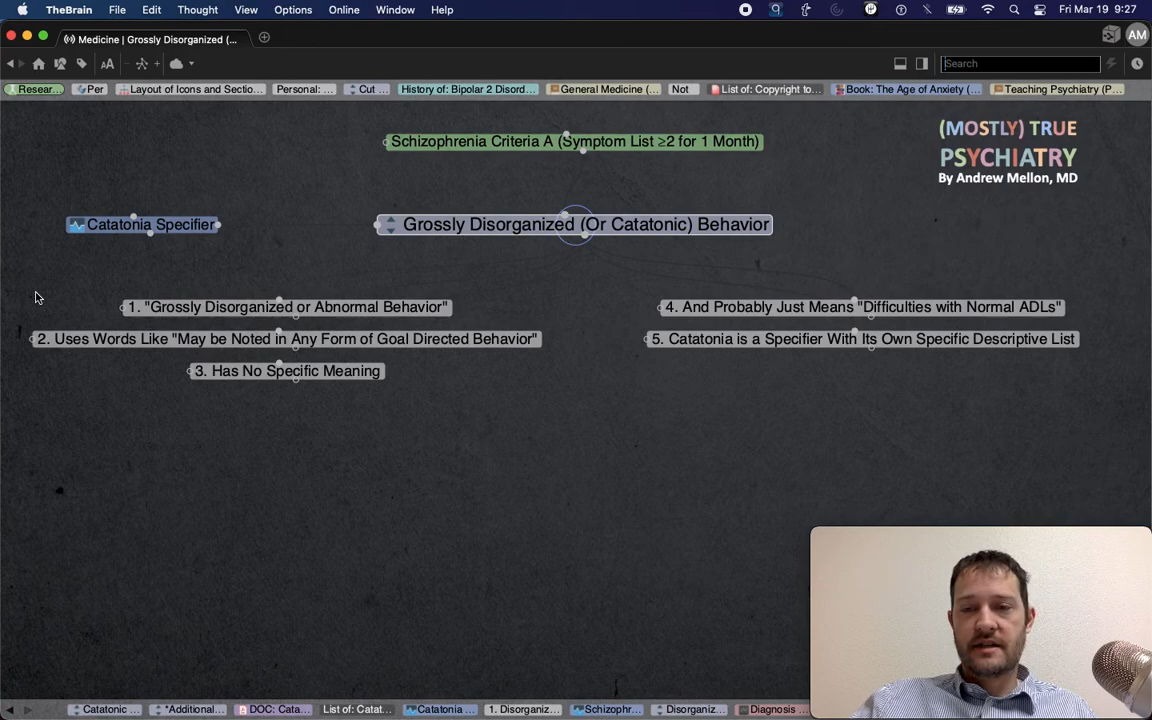 TheBrain File Edit Thought View Options Online Window Help Fri Mar 19 9:27
Medicine | Grossly Disorganized (... AM
AA Search
Resear... Per Layout of Icons and Sectio... Personal: ... Cut ... History of: Bipolar 2 Disord... General Medicine (... Not List of: Copyright to... Book: The Age of Anxiety (... Teaching Psychiatry (P...
(MOSTLY) TRUE
PSYCHIATRY
By Andrew Mellon, MD
Schizophrenia Criteria A (Symptom List ≥2 for 1 Month)
Catatonia Specifier
Grossly Disorganized (Or Catatonic) Behavior
1. "Grossly Disorganized or Abnormal Behavior"
2. Uses Words Like "May be Noted in Any Form of Goal Directed Behavior"
3. Has No Specific Meaning
4. And Probably Just Means "Difficulties with Normal ADLs"
5. Catatonia is a Specifier With Its Own Specific Descriptive List
Catatonic ... *Additional... DOC: Cata... List of: Catat... Catatonia ... 1. Disorganiz... Schizophr... Disorganiz... Diagnosis ...